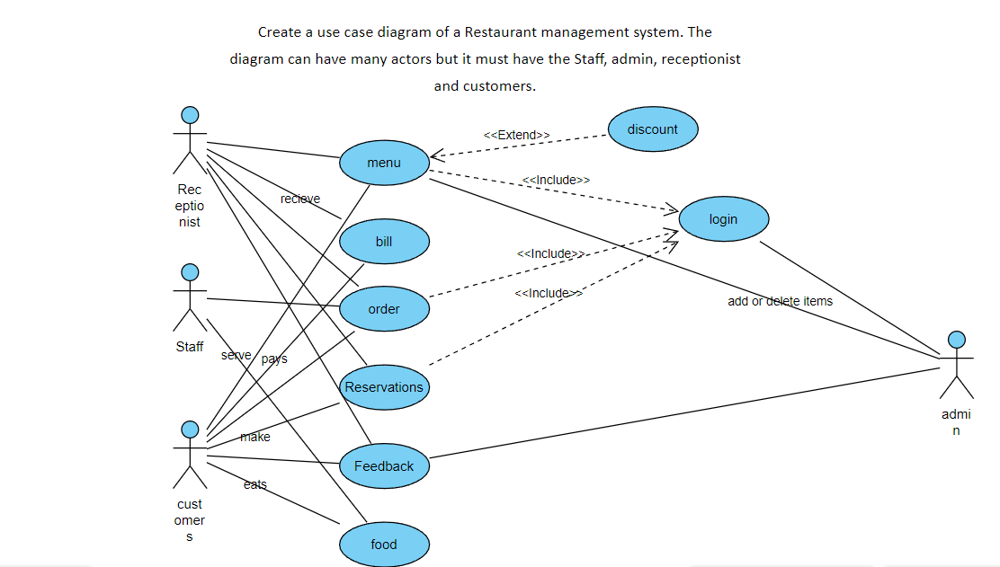 Create a use case diagram of a Restaurant management system. The
diagram can have many actors but it must have the Staff, admin, receptionist
and customers.
<<Extend>>
discount
menu
<<Include>>
Rec
eptio
nist
recieve
login
bill
<<Include>>
<<Include>>
order
add or delete items
Staff
serve
pays
Reservations
admi
n
make
Feedback
eats
cust
omer
s
food